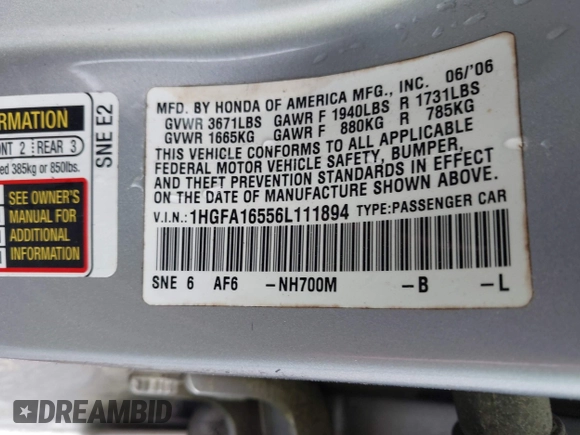 RMATION
ONT 2 REAR 3
ed 385kg or 850lbs.
SEE OWNER'S
MANUAL FOR
ADDITIONAL
INFORMATION
SNE E2
MFD. BY HONDA OF AMERICA MFG., INC. 06/'06
GVWR 3671LBS GAWR F 1940LBS R 1731LBS
GVWR 1665KG GAWR F 880KG R 785KG
THIS VEHICLE CONFORMS TO ALL APPLICABLE
FEDERAL MOTOR VEHICLE SAFETY, BUMPER,
AND THEFT PREVENTION STANDARDS IN EFFECT
ON THE DATE OF MANUFACTURE SHOWN ABOVE.
V.I.N.: 1HGFA16556L111894 TYPE:PASSENGER CAR
SNE 6 AF6 -NH700M -B -L
DREAMBID